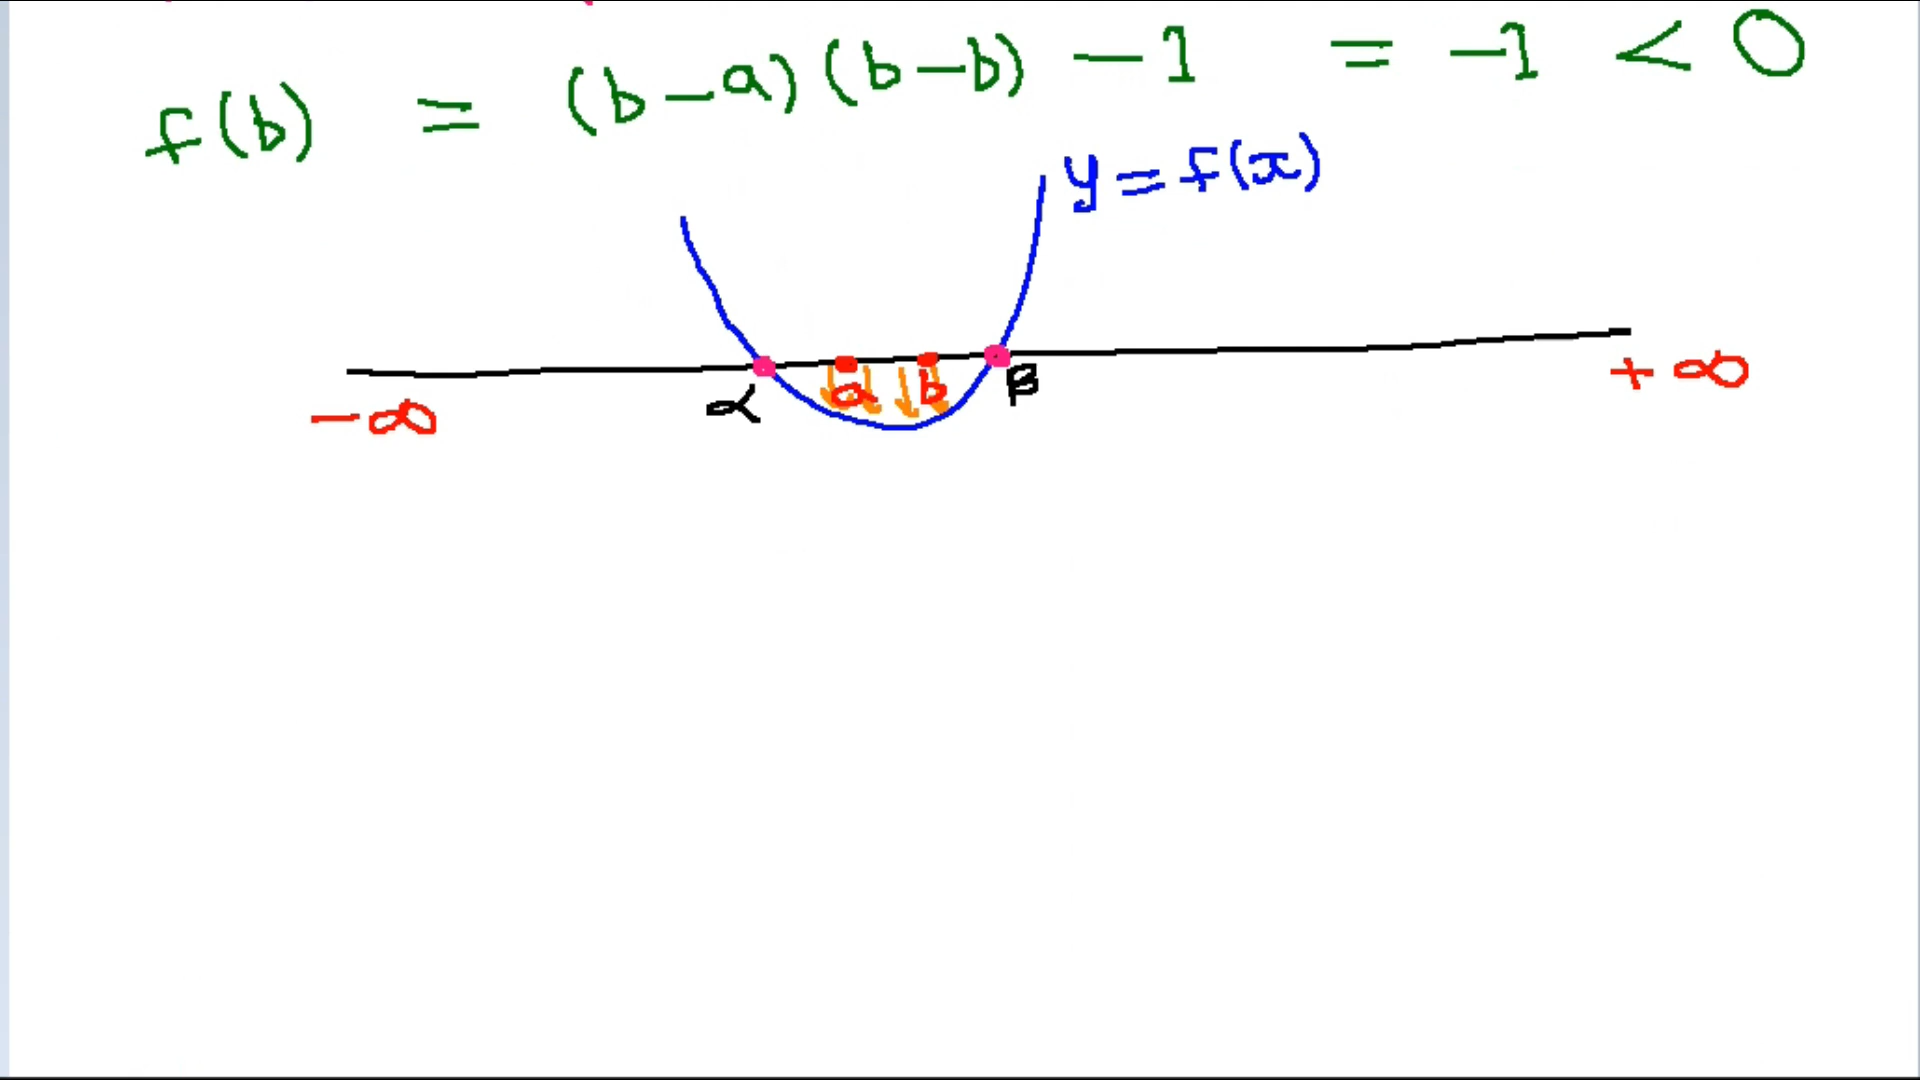 f(b) = (b-a)(b-b) - 1 = -1 < 0
y = f(x)
-∞ α a b β +∞